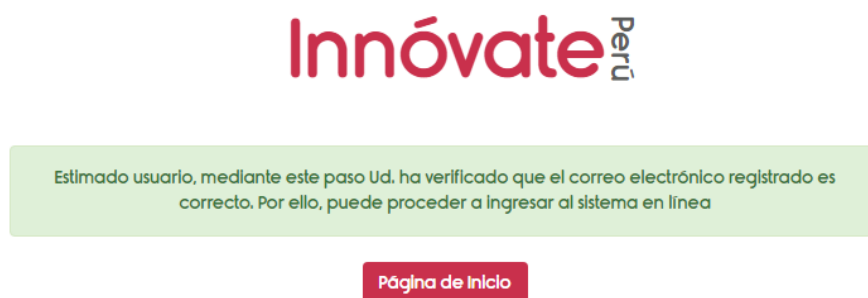 Innóvate Perú
Estimado usuario, mediante este paso Ud. ha verificado que el correo electrónico registrado es
correcto. Por ello, puede proceder a ingresar al sistema en línea
Página de Inicio